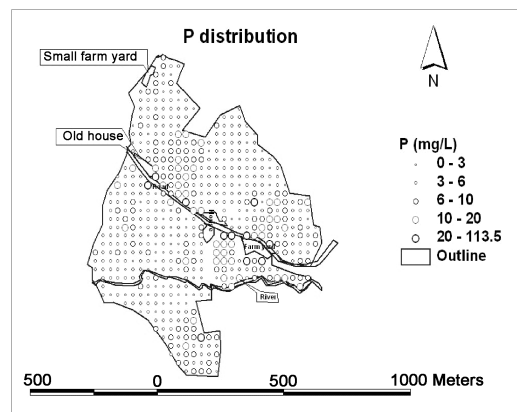 P distribution
Small farm yard
N
Old house
P (mg/L)
0 - 3
3 - 6
6 - 10
10 - 20
20 - 113.5
Outline
Farm yard
River
500 0 500 1000 Meters